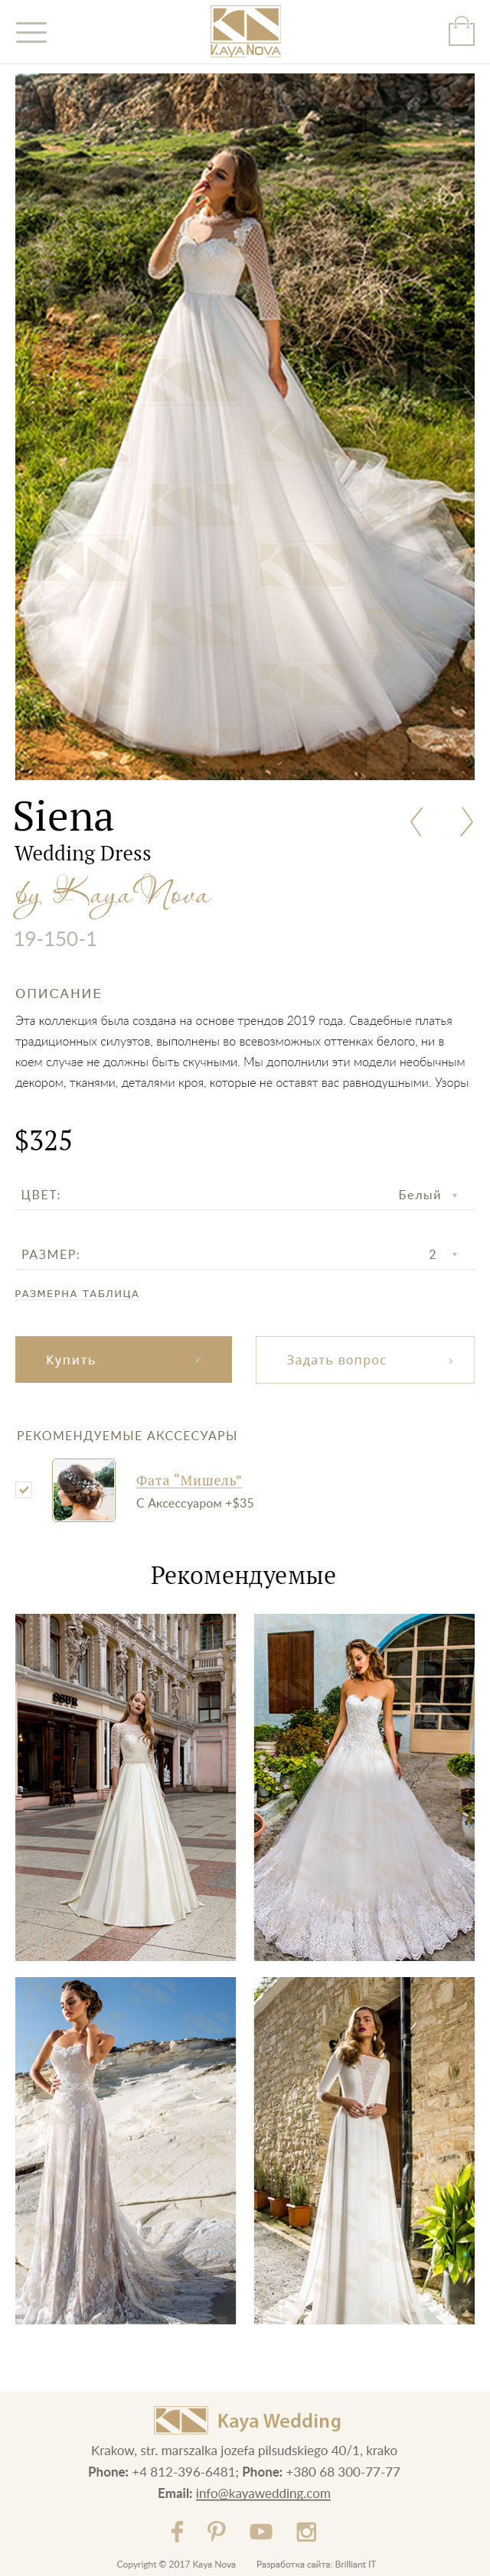 KAYA NOVA
Siena
Wedding Dress
by KayaNova
19-150-1
ОПИСАНИЕ
Эта коллекция была создана на основе трендов 2019 года. Свадебные платья
традиционных силуэтов, выполнены во всевозможных оттенках белого, ни в
коем случае не должны быть скучными. Мы дополнили эти модели необычным
декором, тканями, деталями кроя, которые не оставят вас равнодушными. Узоры
$325
ЦВЕТ: Белый
РАЗМЕР: 2
РАЗМЕРНА ТАБЛИЦА
Купить
Задать вопрос
РЕКОМЕНДУЕМЫЕ АКССЕСУАРЫ
Фата “Мишель”
С Аксессуаром +$35
Рекомендуемые
Kaya Wedding
Krakow, str. marszalka jozefa pilsudskiego 40/1, krako
Phone: +4 812-396-6481; Phone: +380 68 300-77-77
Email: info@kayawedding.com
Copyright © 2017 Kaya Nova Разработка сайта: Brilliant IT